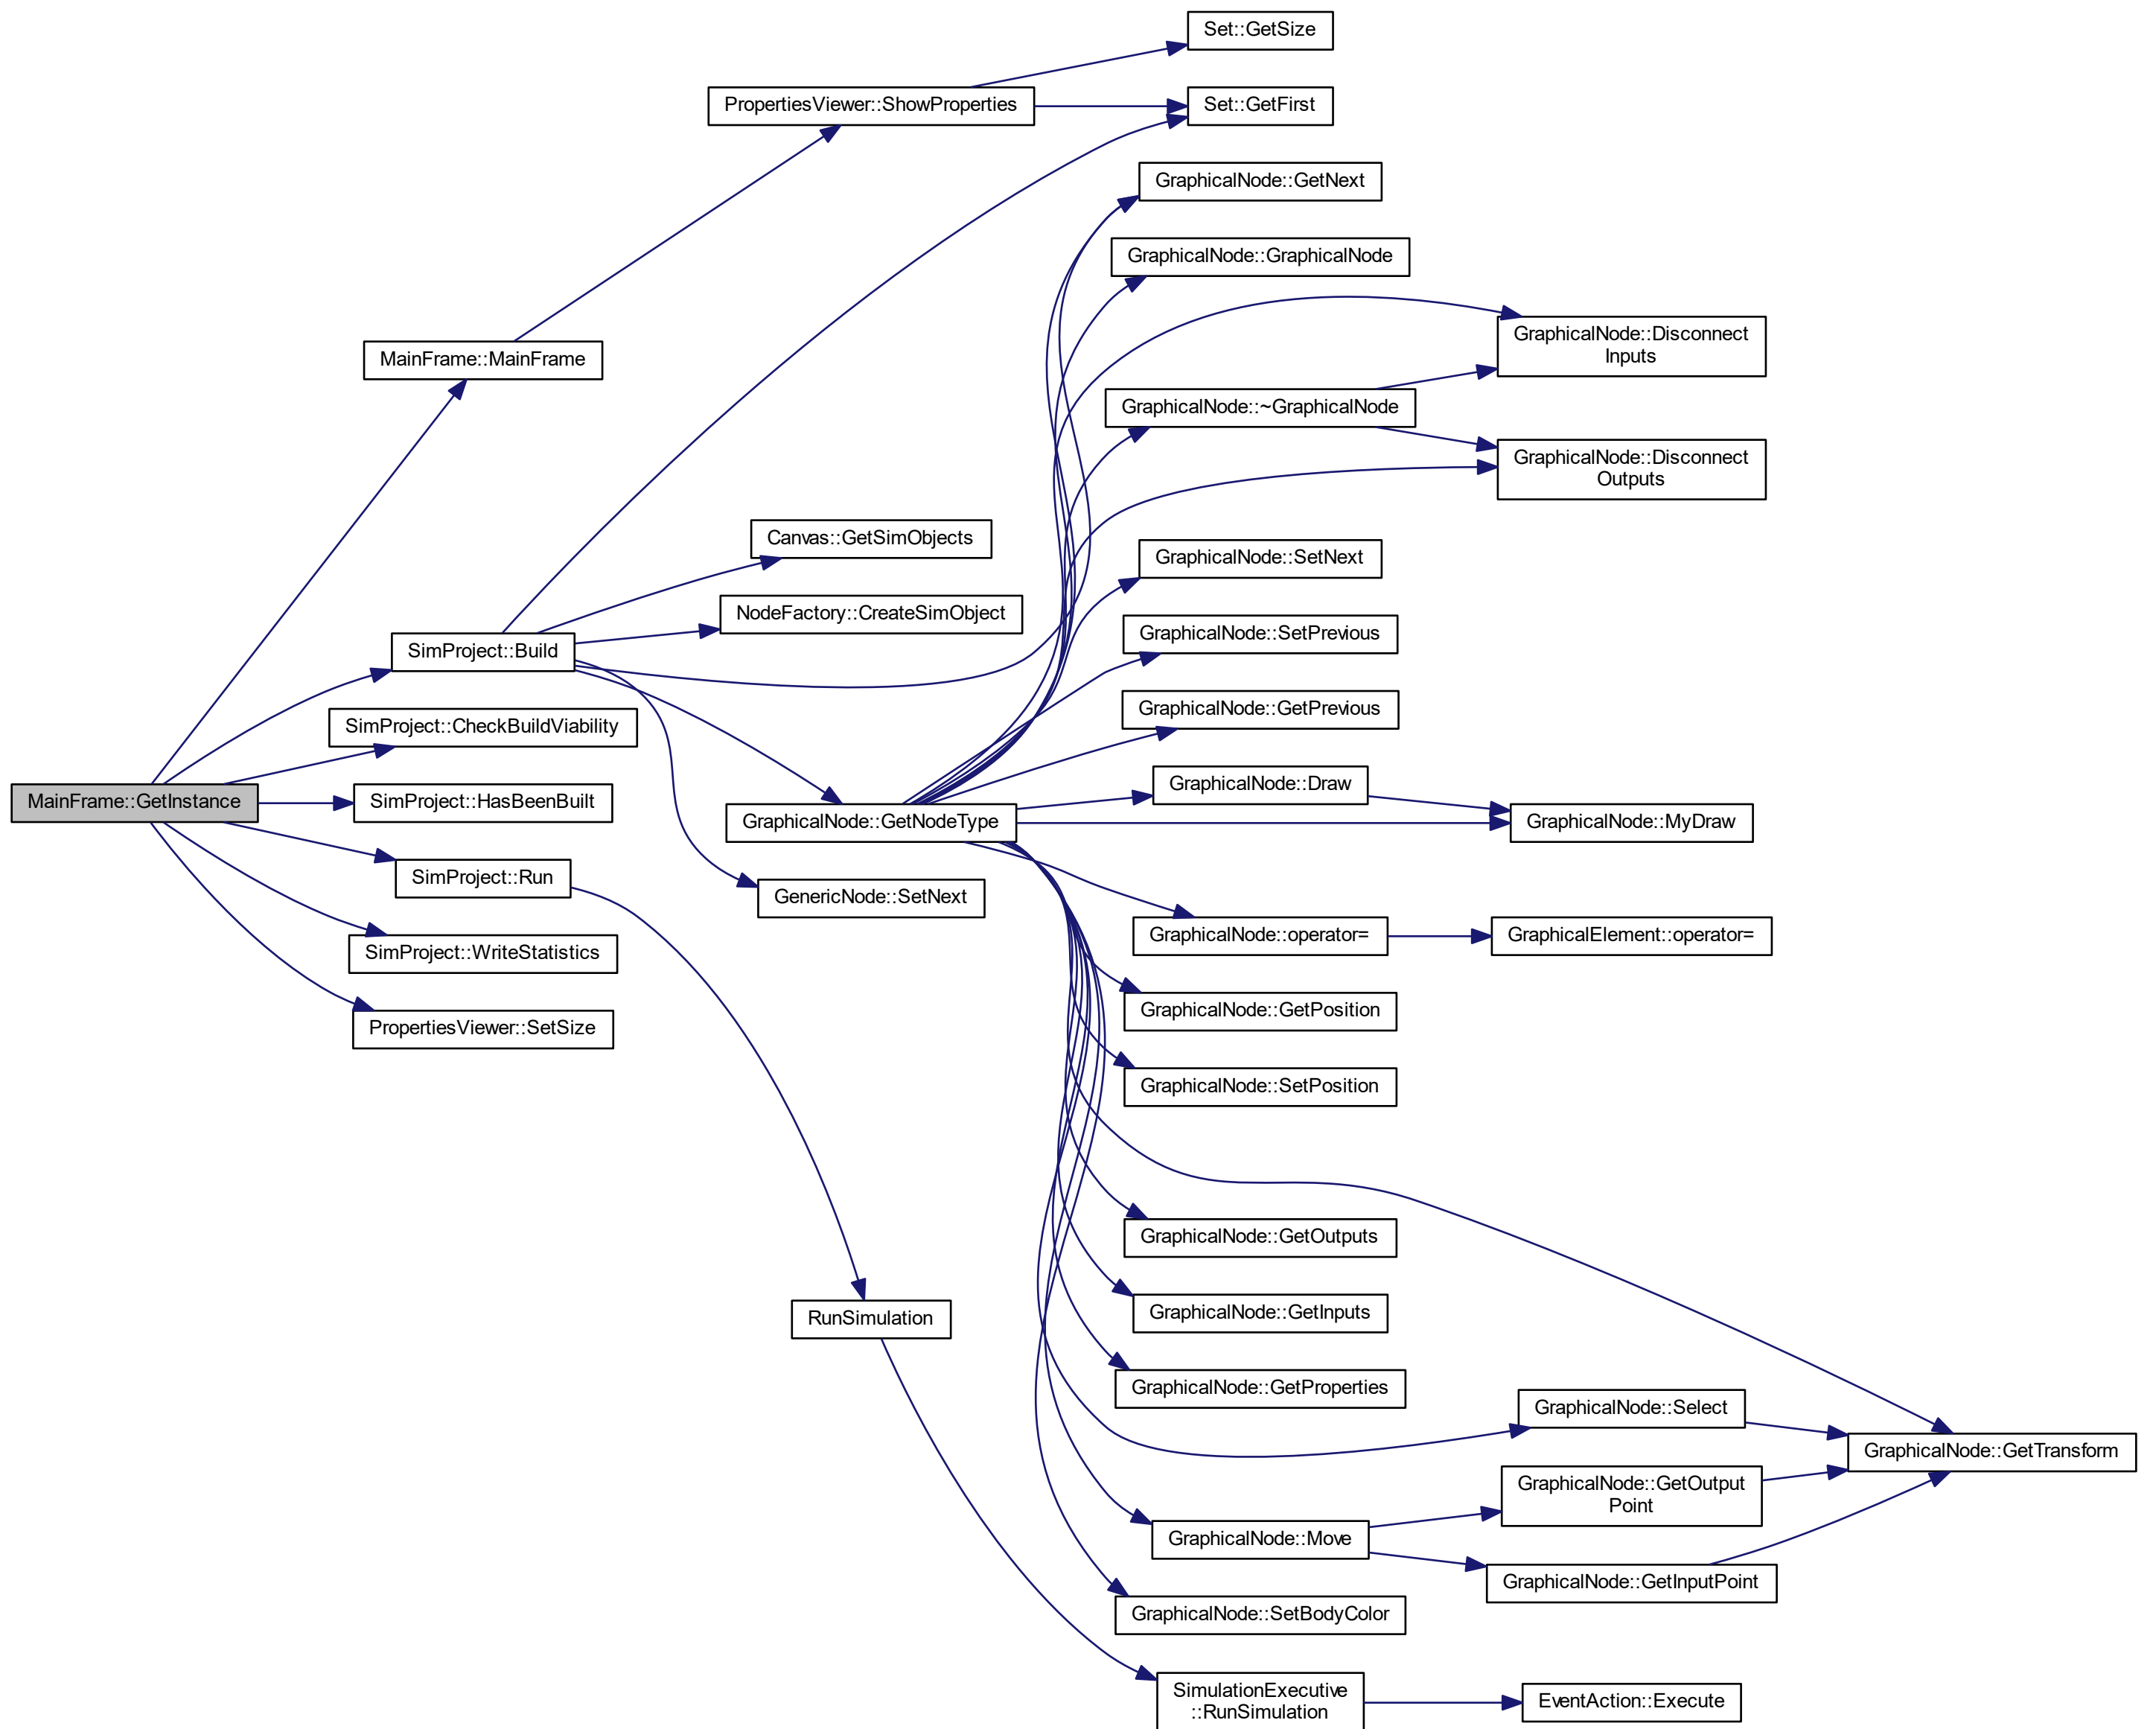 Set::GetSize
PropertiesViewer::ShowProperties
Set::GetFirst
GraphicalNode::GetNext
GraphicalNode::GraphicalNode
GraphicalNode::Disconnect
Inputs
MainFrame::MainFrame
GraphicalNode::~GraphicalNode
GraphicalNode::Disconnect
Outputs
Canvas::GetSimObjects
GraphicalNode::SetNext
NodeFactory::CreateSimObject
SimProject::Build
GraphicalNode::SetPrevious
GraphicalNode::GetPrevious
SimProject::CheckBuildViability
MainFrame::GetInstance
SimProject::HasBeenBuilt
GraphicalNode::Draw
GraphicalNode::GetNodeType
GraphicalNode::MyDraw
SimProject::Run
GenericNode::SetNext
SimProject::WriteStatistics
GraphicalNode::operator=
GraphicalElement::operator=
PropertiesViewer::SetSize
GraphicalNode::GetPosition
GraphicalNode::SetPosition
GraphicalNode::GetOutputs
RunSimulation
GraphicalNode::GetInputs
GraphicalNode::GetProperties
GraphicalNode::Select
GraphicalNode::GetTransform
GraphicalNode::GetOutput
Point
GraphicalNode::Move
GraphicalNode::GetInputPoint
GraphicalNode::SetBodyColor
SimulationExecutive
::RunSimulation
EventAction::Execute